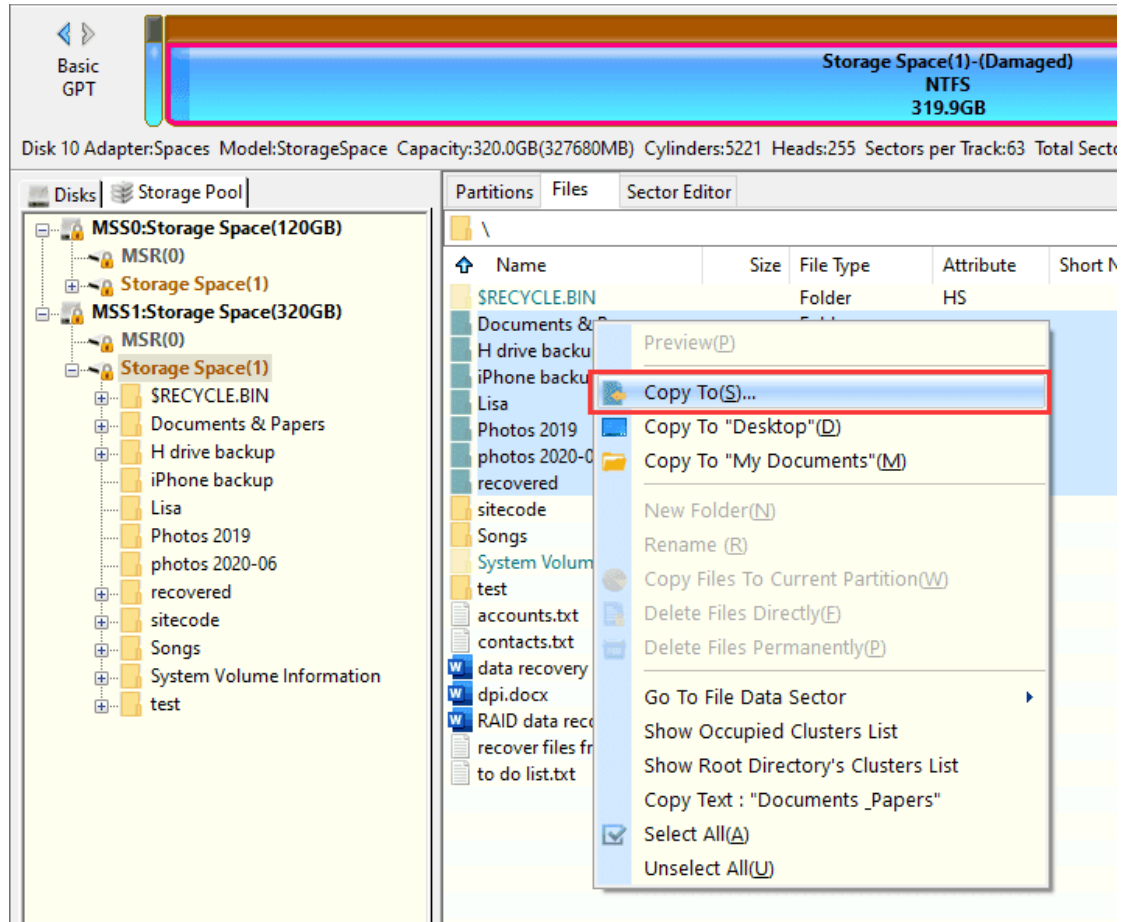 Basic
GPT
Storage Space(1)-(Damaged)
NTFS
319.9GB
Disk 10 Adapter:Spaces Model:StorageSpace Capacity:320.0GB(327680MB) Cylinders:5221 Heads:255 Sectors per Track:63 Total Secto
Disks Storage Pool
MSS0:Storage Space(120GB)
MSR(0)
Storage Space(1)
MSS1:Storage Space(320GB)
MSR(0)
Storage Space(1)
$RECYCLE.BIN
Documents & Papers
H drive backup
iPhone backup
Lisa
Photos 2019
photos 2020-06
recovered
sitecode
Songs
System Volume Information
test
Partitions Files Sector Editor
\
Name Size File Type Attribute Short N
$RECYCLE.BIN Folder HS
Documents &
H drive backu
iPhone backu
Lisa
Photos 2019
photos 2020-0
recovered
sitecode
Songs
System Volum
test
accounts.txt
contacts.txt
data recovery
dpi.docx
RAID data reco
recover files fr
to do list.txt
Preview(P)
Copy To(S)...
Copy To "Desktop"(D)
Copy To "My Documents"(M)
New Folder(N)
Rename (R)
Copy Files To Current Partition(W)
Delete Files Directly(F)
Delete Files Permanently(P)
Go To File Data Sector
Show Occupied Clusters List
Show Root Directory's Clusters List
Copy Text : "Documents _Papers"
Select All(A)
Unselect All(U)